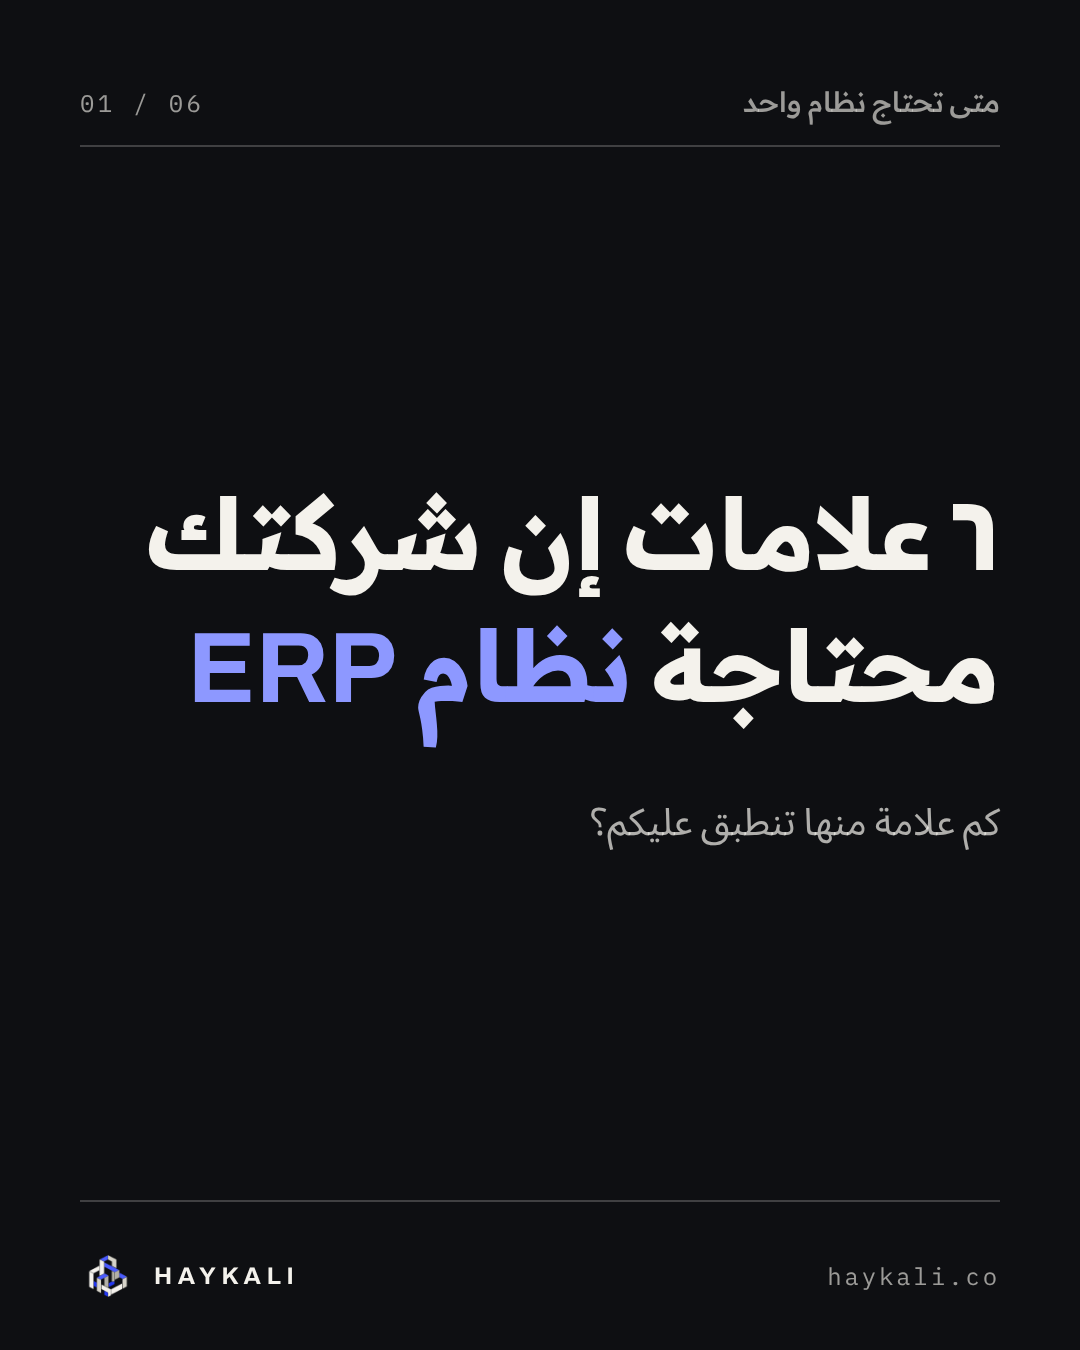 متى تحتاج نظام واحد
01 / 06
٦ علامات إن شركتك
محتاجة نظام ERP
كم علامة منها تنطبق عليكم؟
HAYKALI
haykali.co